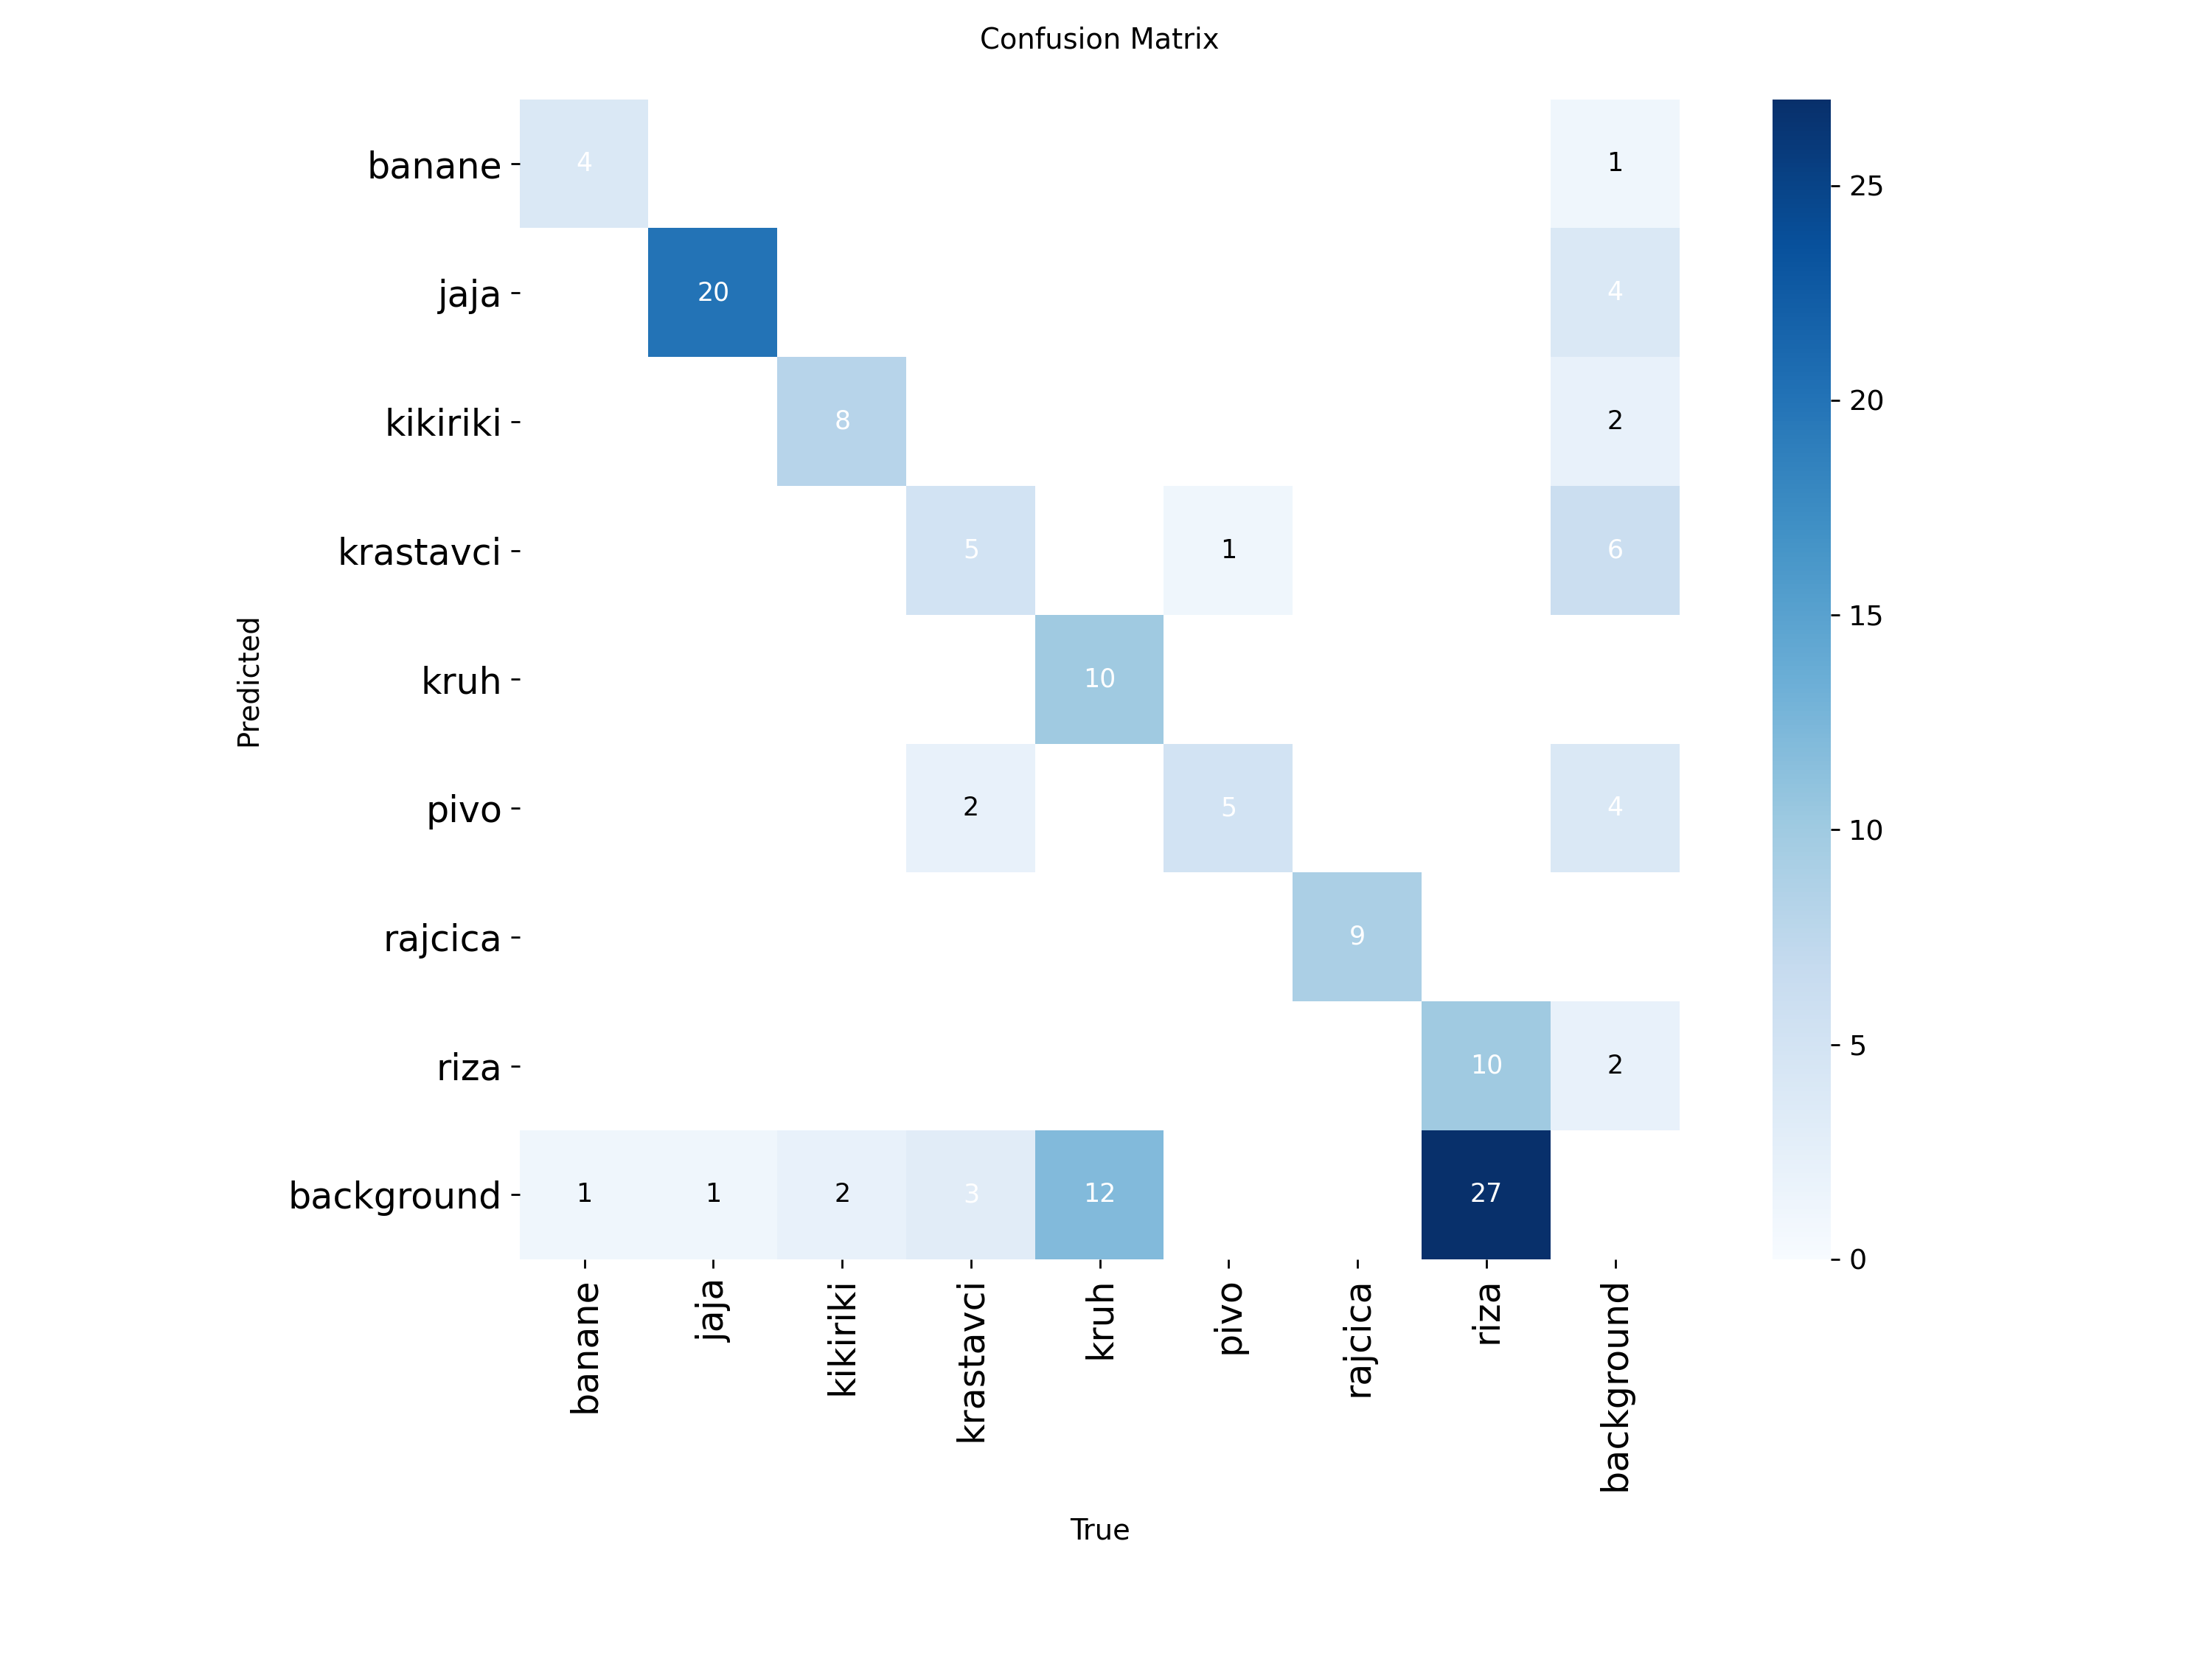 Confusion Matrix
banane 4 1
jaja 20 4
kikiriki 8 2
krastavci 5 1 6
kruh 10
pivo 2 5 4
rajcica 9
riza 10 2
background 1 1 2 3 12 27
Predicted
banane jaja kikiriki krastavci kruh pivo rajcica riza background
True
25
20
15
10
5
0